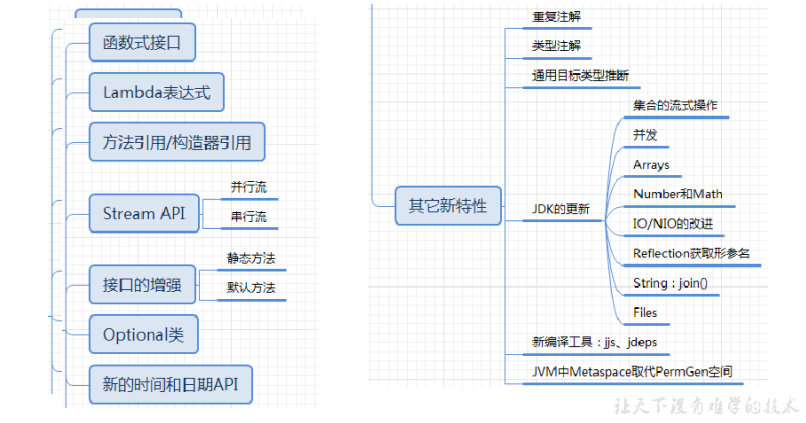 函数式接口
Lambda表达式
方法引用/构造器引用
Stream API
并行流
串行流
接口的增强
静态方法
默认方法
Optional类
新的时间和日期API
其它新特性
重复注解
类型注解
通用目标类型推断
JDK的更新
集合的流式操作
并发
Arrays
Number和Math
IO/NIO的改进
Reflection获取形参名
String：join()
Files
新编译工具：jjs、jdeps
JVM中Metaspace取代PermGen空间
让天下没有难学的技术